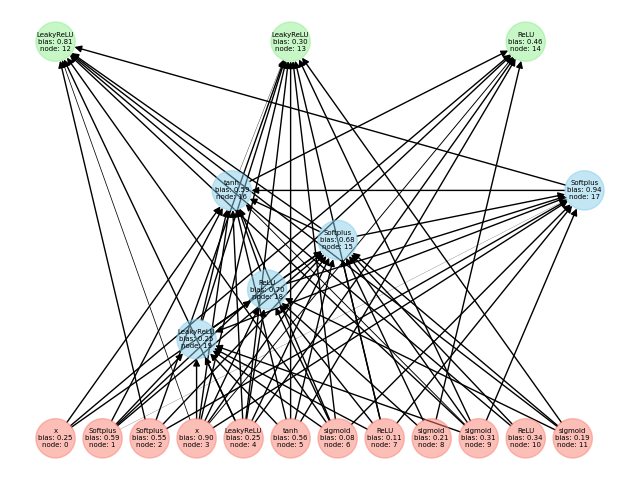 LeakyReLU
bias: 0.81
node: 12
LeakyReLU
bias: 0.30
node: 13
ReLU
bias: 0.46
node: 14
tanh
bias: 0.59
node: 16
Softplus
bias: 0.94
node: 17
Softplus
bias: 0.68
node: 15
ReLU
bias: 0.70
node: 18
LeakyReLU
bias: 0.25
node: 19
x
bias: 0.25
node: 0
Softplus
bias: 0.59
node: 1
Softplus
bias: 0.55
node: 2
x
bias: 0.90
node: 3
LeakyReLU
bias: 0.25
node: 4
tanh
bias: 0.56
node: 5
sigmoid
bias: 0.08
node: 6
ReLU
bias: 0.11
node: 7
sigmoid
bias: 0.21
node: 8
sigmoid
bias: 0.31
node: 9
ReLU
bias: 0.34
node: 10
sigmoid
bias: 0.19
node: 11